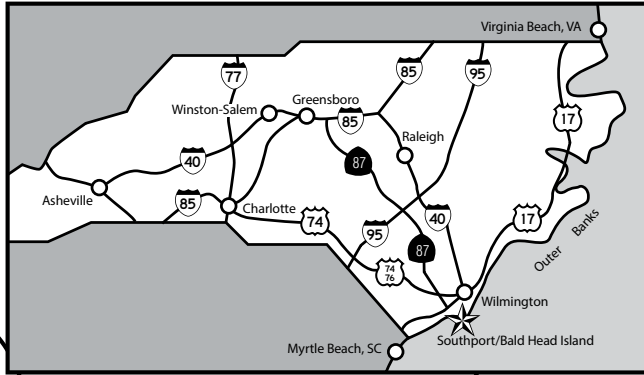 Virginia Beach, VA
77
85
95
Greensboro
Winston-Salem
85
17
Raleigh
40
87
Asheville
85
Charlotte
74
40
17
95
87
Outer Banks
74
76
Wilmington
Southport/Bald Head Island
Myrtle Beach, SC